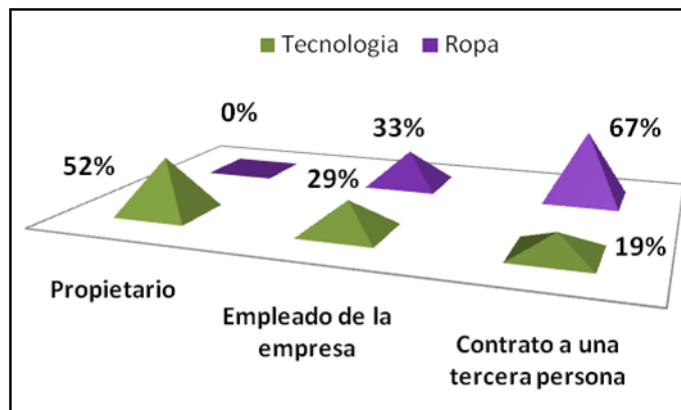 Tecnologia Ropa
0%
33%
67%
52%
29%
19%
Propietario
Empleado de la
empresa
Contrato a una
tercera persona